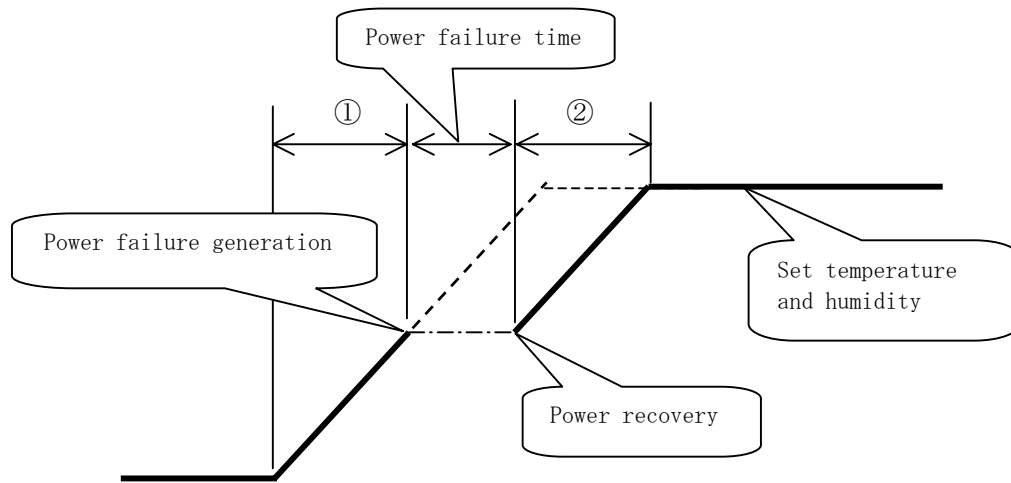 Power failure time
①
②
Power failure generation
Set temperature
and humidity
Power recovery